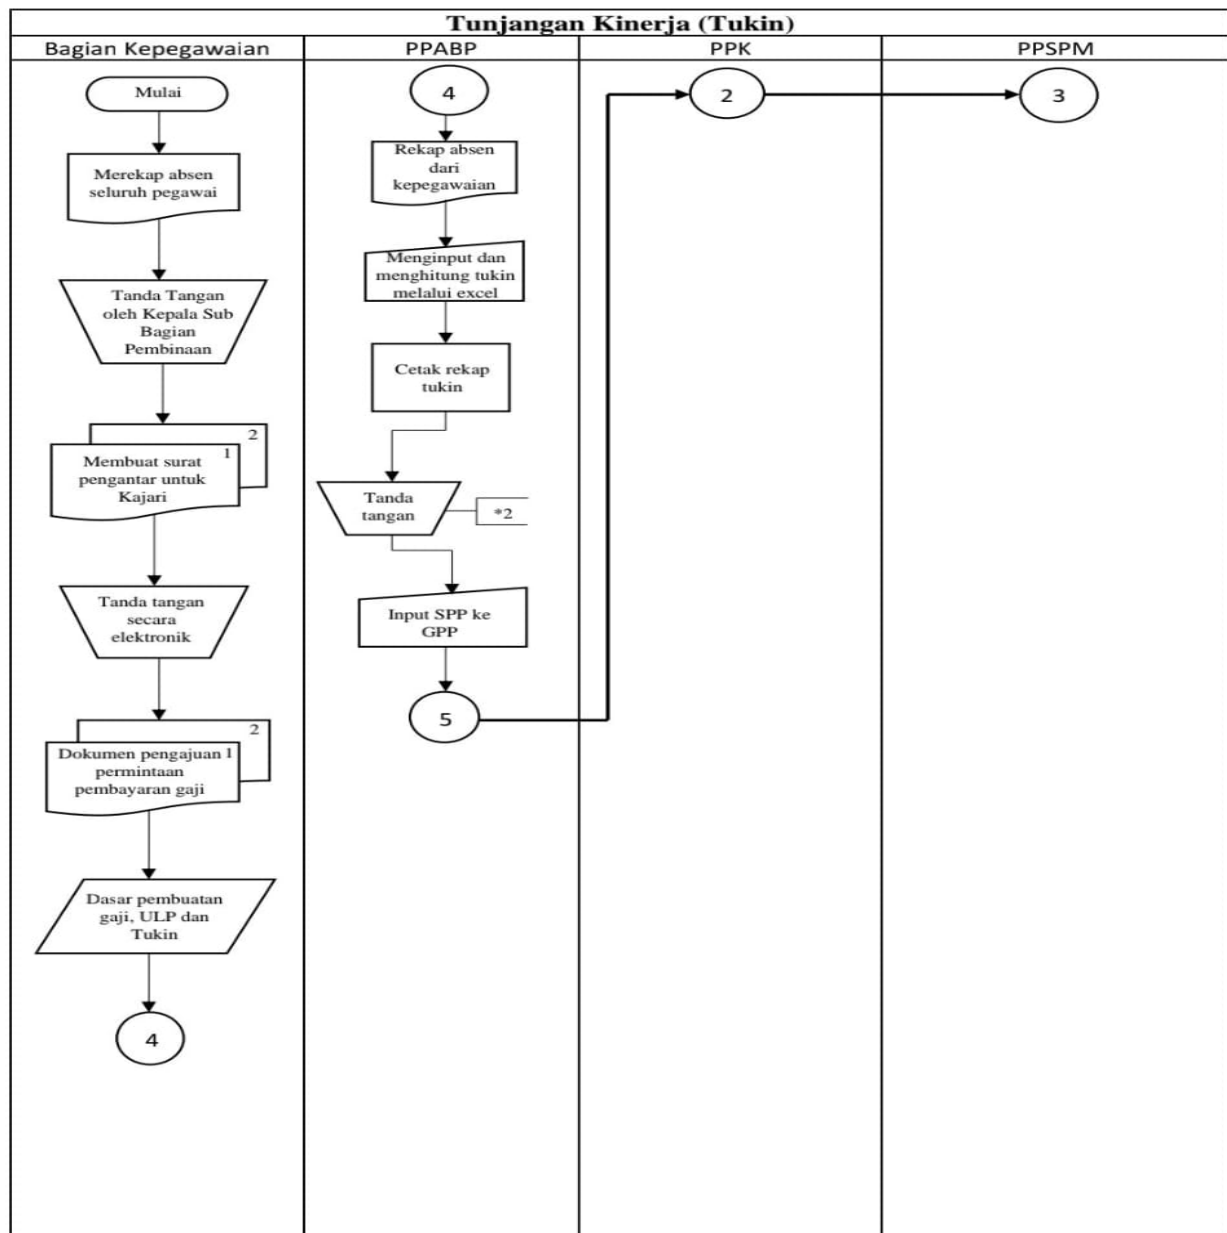 Tunjangan Kinerja (Tukin)
Bagian Kepegawaian
PPABP
PPK
PPSPM
Mulai
Merekap absen
seluruh pegawai
Tanda Tangan
oleh Kepala Sub
Bagian
Pembinaan
2
1
Membuat surat
pengantar untuk
Kajari
Tanda tangan
secara
elektronik
2
Dokumen pengajuan 1
permintaan
pembayaran gaji
Dasar pembuatan
gaji, ULP dan
Tukin
4
4
Rekap absen
dari
kepegawaian
Menginput dan
menghitung tukin
melalui excel
Cetak rekap
tukin
Tanda
tangan
*2
Input SPP ke
GPP
5
2
3